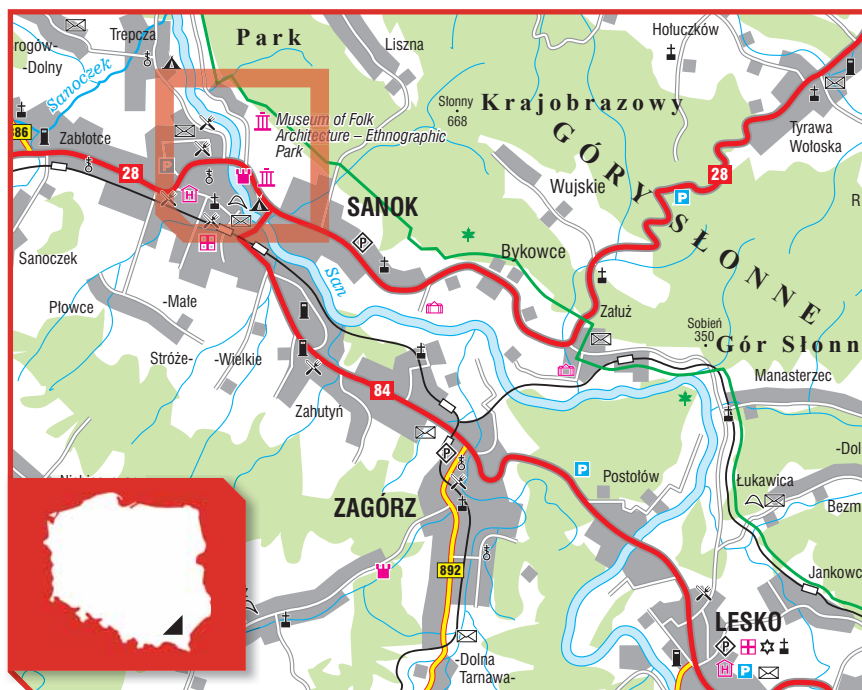 Trepcza
Park
Liszna
Hołuczków
rogów-
-Dolny
Sanoczek
Słonny
668
Krajobrazowy
Museum of Folk
Architecture – Ethnographic
Park
Tyrawa
Wołoska
86
Zabłotce
P
28
28
GÓRY SŁONNE
Wujskie
P
H
SANOK
R
Sanoczek
P
Bykowce
San
Płowce
-Małe
Załuż
Sobień
350
Gór Słonn
Stróże-
-Wielkie
Manasterzec
84
Zahutyń
-Dol
P
P
Postołów
Łukawica
ZAGÓRZ
Bezm
892
Jankowc
LESKO
P
H
P
-Dolna
Tarnawa-